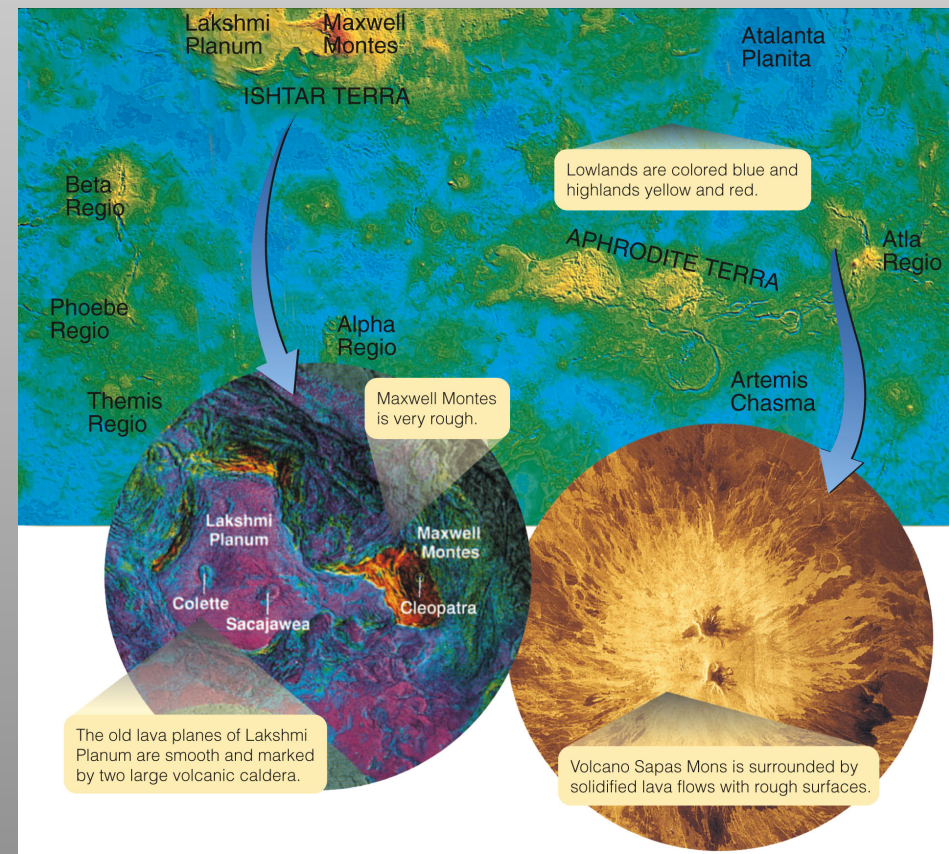 Lakshmi
Planum
Maxwell
Montes
Atalanta
Planita
ISHTAR TERRA
Lowlands are colored blue and
highlands yellow and red.
Beta
Regio
APHRODITE TERRA
Atla
Regio
Phoebe
Regio
Alpha
Regio
Artemis
Chasma
Themis
Regio
Maxwell Montes
is very rough.
Lakshmi
Planum
Maxwell
Montes
Colette
Sacajawea
Cleopatra
The old lava planes of Lakshmi
Planum are smooth and marked
by two large volcanic caldera.
Volcano Sapas Mons is surrounded by
solidified lava flows with rough surfaces.